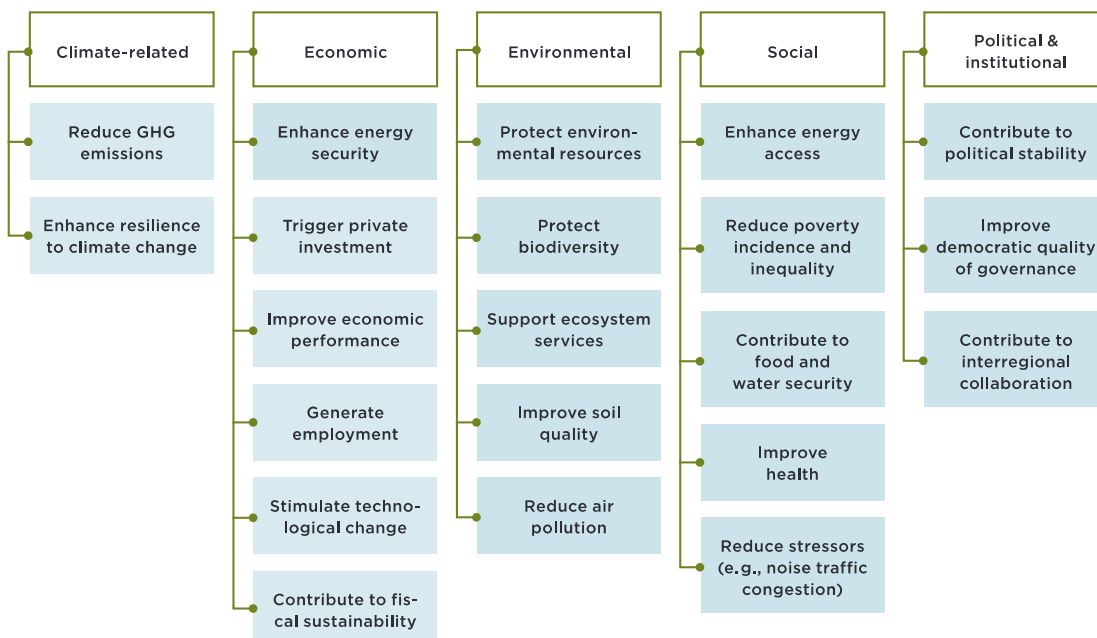 Climate-related
Reduce GHG
emissions
Enhance resilience
to climate change
Economic
Enhance energy
security
Trigger private
investment
Improve economic
performance
Generate
employment
Stimulate techno-
logical change
Contribute to fis-
cal sustainability
Environmental
Protect environ-
mental resources
Protect
biodiversity
Support ecosystem
services
Improve soil
quality
Reduce air
pollution
Social
Enhance energy
access
Reduce poverty
incidence and
inequality
Contribute to
food and
water security
Improve
health
Reduce stressors
(e.g., noise traffic
congestion)
Political &
institutional
Contribute to
political stability
Improve
democratic quality
of governance
Contribute to
interregional
collaboration